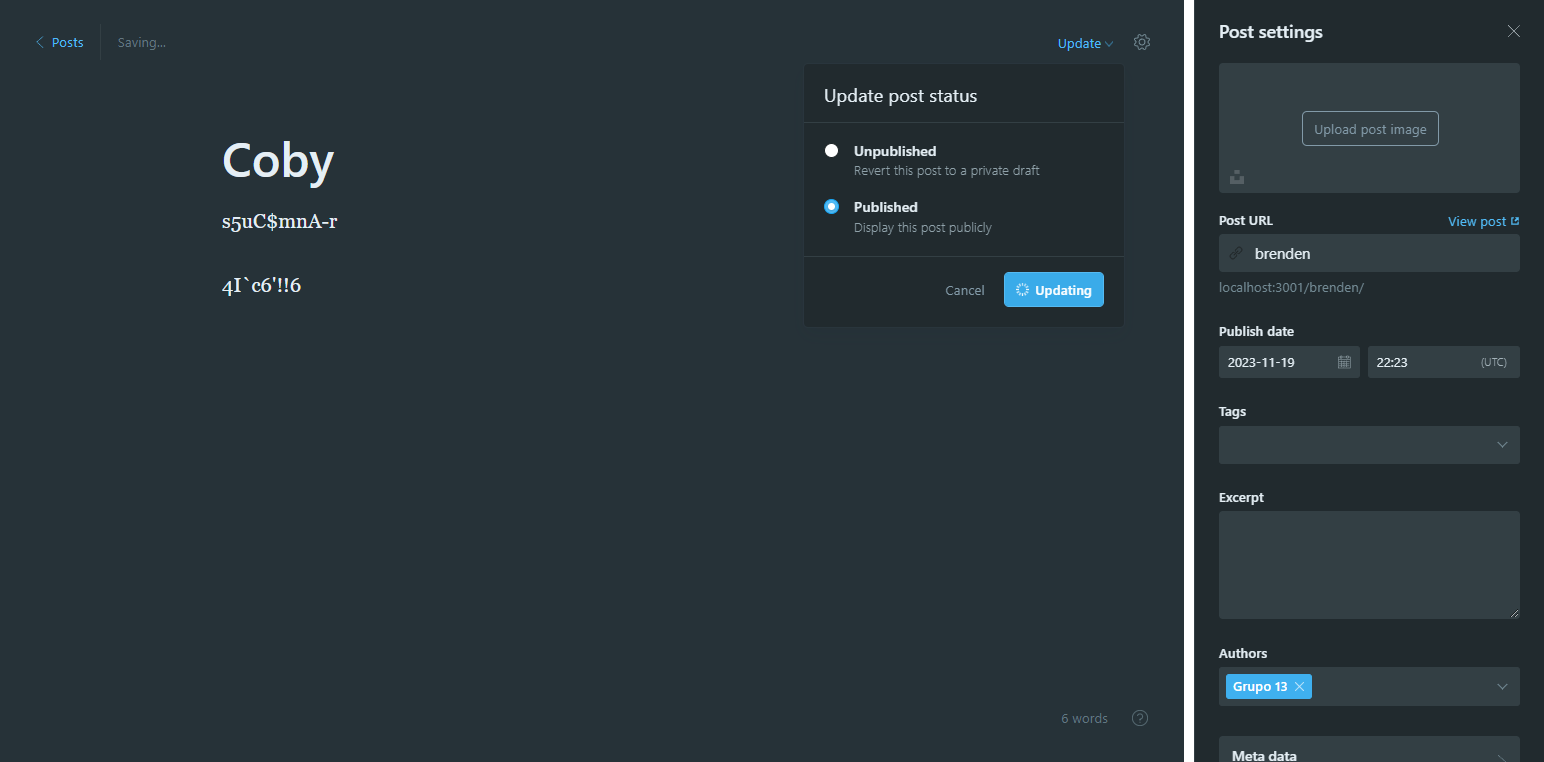 Posts
Saving...
Update
Update post status
Coby
Unpublished
Revert this post to a private draft
s5uC$mnA-r
Published
Display this post publicly
4I`c6'!!6
Cancel
Updating
6 words
?
Post settings
Upload post image
Post URL
View post
brenden
localhost:3001/brenden/
Publish date
2023-11-19
22:23
(UTC)
Tags
Excerpt
Authors
Grupo 13
Meta data